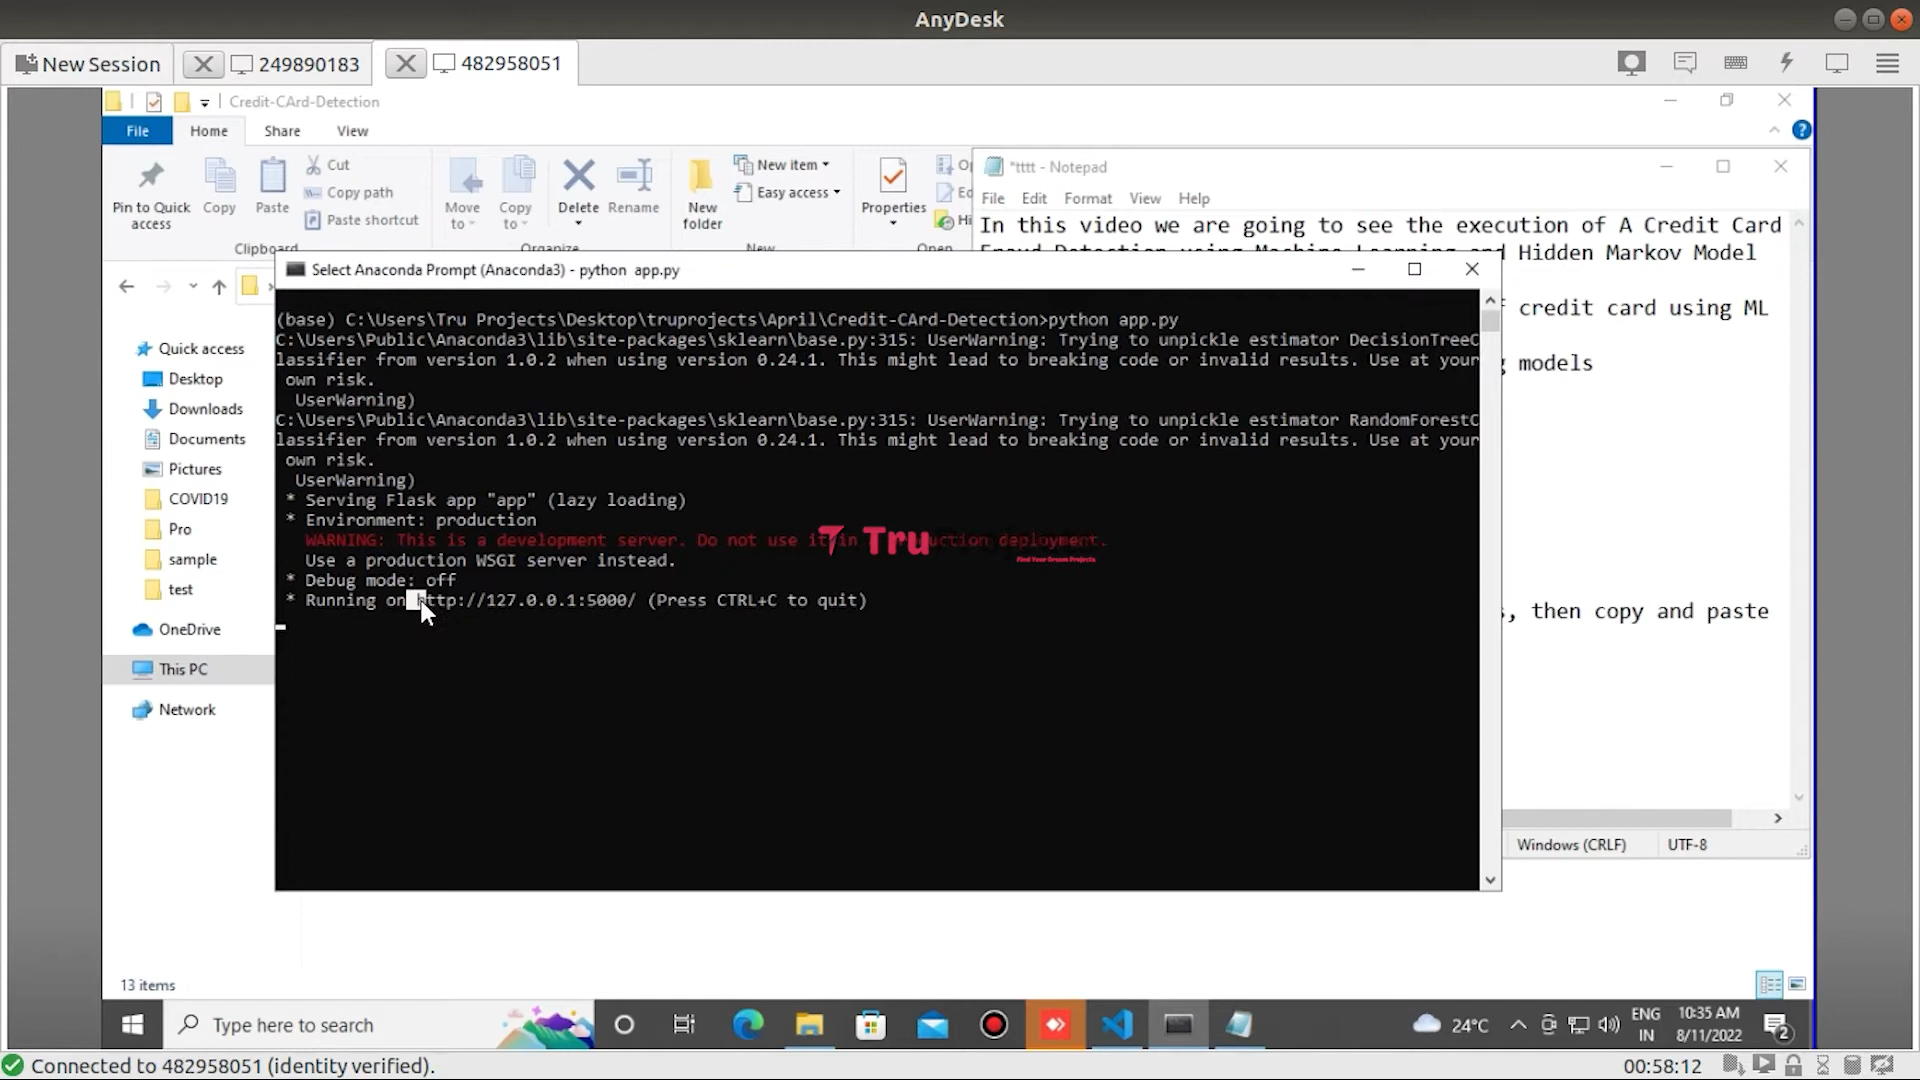 AnyDesk
New Session
249890183
482958051
Credit-CArd-Detection
File
Home
Share
View
Pin to Quick access
Copy
Paste
Cut
Copy path
Paste shortcut
Clipboard
Move to
Copy to
Delete
Rename
Organize
New folder
New item
Easy access
New
Properties
Open
*tttt - Notepad
File Edit Format View Help
In this video we are going to see the execution of A Credit Card
Hidden Markov Model
credit card using ML
models
, then copy and paste
Windows (CRLF)
UTF-8
Select Anaconda Prompt (Anaconda3) - python app.py
(base) C:\Users\Tru Projects\Desktop\truprojects\April\Credit-CArd-Detection>python app.py
C:\Users\Public\Anaconda3\lib\site-packages\sklearn\base.py:315: UserWarning: Trying to unpickle estimator DecisionTreeC
lassifier from version 1.0.2 when using version 0.24.1. This might lead to breaking code or invalid results. Use at your
own risk.
UserWarning)
C:\Users\Public\Anaconda3\lib\site-packages\sklearn\base.py:315: UserWarning: Trying to unpickle estimator RandomForestC
lassifier from version 1.0.2 when using version 0.24.1. This might lead to breaking code or invalid results. Use at your
own risk.
UserWarning)
* Serving Flask app "app" (lazy loading)
* Environment: production
WARNING: This is a development server. Do not use it in a production deployment.
Use a production WSGI server instead.
* Debug mode: off
* Running on http://127.0.0.1:5000/ (Press CTRL+C to quit)
Tru
Find Your Dream Projects
Quick access
Desktop
Downloads
Documents
Pictures
COVID19
Pro
sample
test
OneDrive
This PC
Network
13 items
Type here to search
24°C
ENG
IN
10:35 AM
8/11/2022
2
Connected to 482958051 (identity verified).
00:58:12